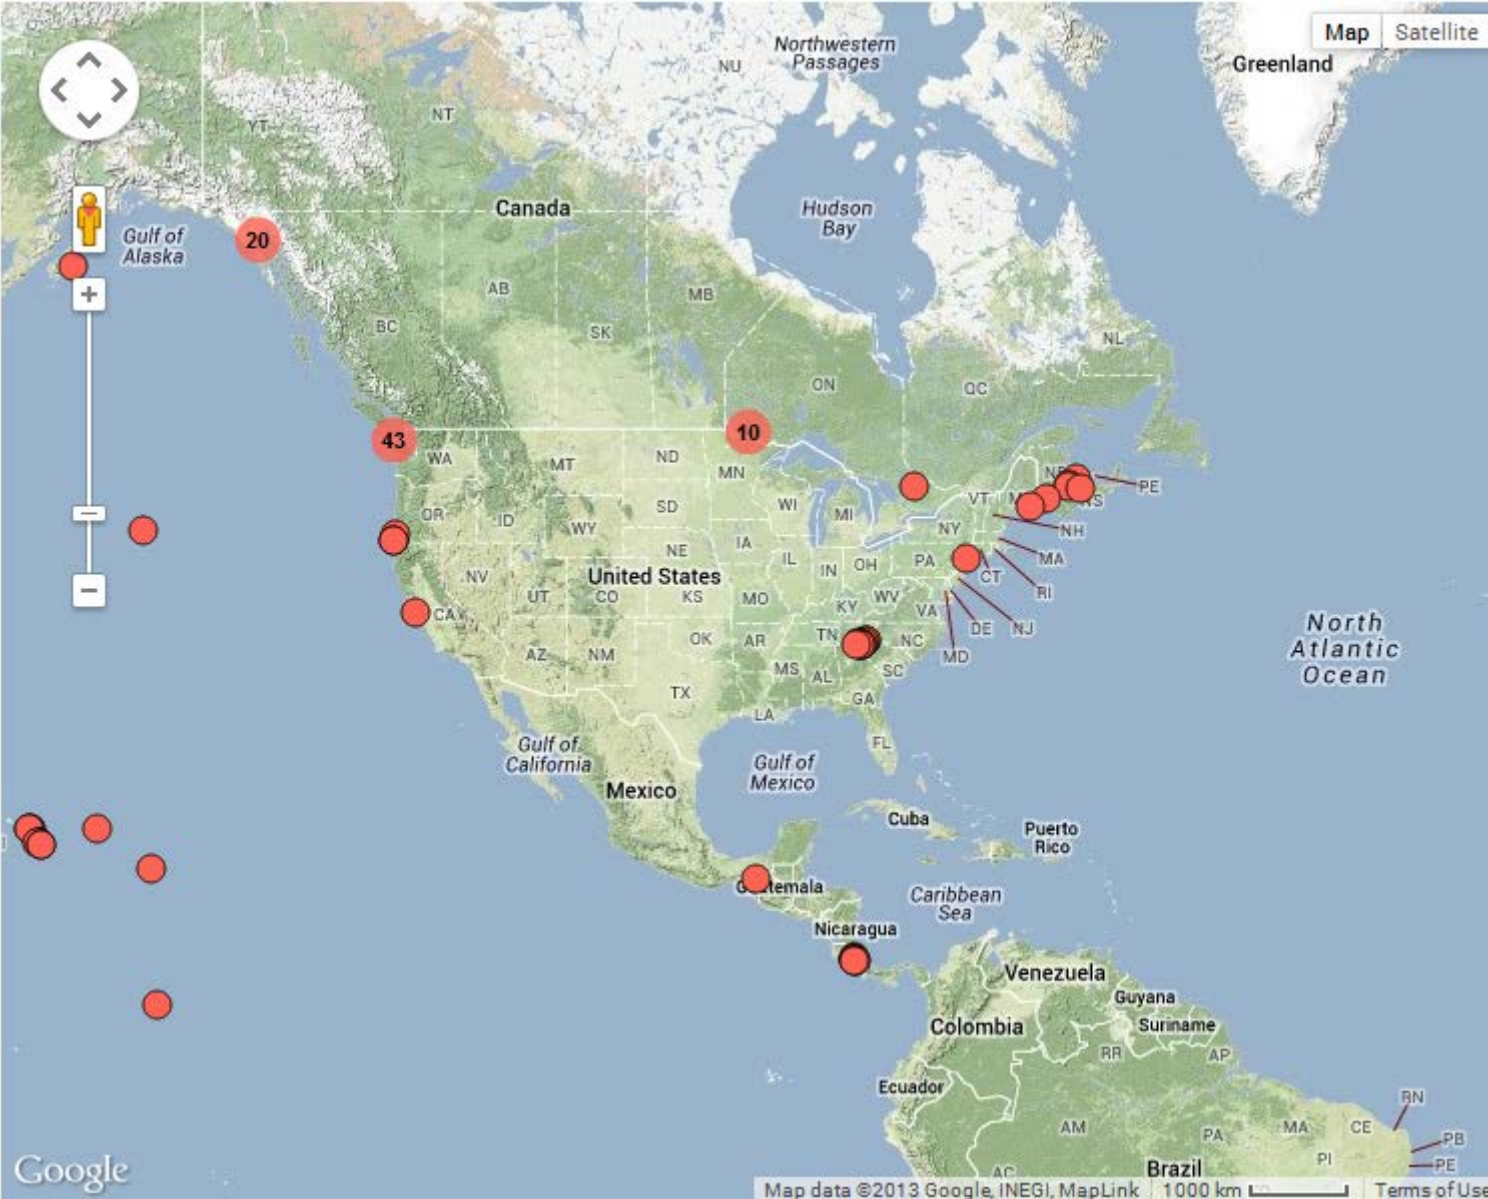 Map
Satellite
Northwestern
Passages
NU
Greenland
NT
YT
Canada
Hudson
Bay
20
Gulf of
Alaska
AB
MB
BC
SK
NL
ON
QC
43
10
WA
MT
ND
MN
PE
VT
NS
OR
ID
SD
WI
MI
NY
NH
WY
IA
MA
NE
IL
IN
OH
PA
CT
RI
United States
NV
UT
CO
KS
MO
KY
WV
VA
CA
DE
NJ
OK
AR
TN
NC
MD
AZ
NM
MS
AL
SC
TX
GA
LA
FL
North
Atlantic
Ocean
Gulf of
California
Gulf of
Mexico
Mexico
Cuba
Puerto
Rico
Caribbean
Sea
Nicaragua
Venezuela
Guyana
Suriname
Colombia
RR
AP
Ecuador
RN
AM
PA
MA
CE
PB
PI
PE
AC
Brazil
Google
Map data ©2013 Google, INEGI, MapLink
1000 km
Terms of Use